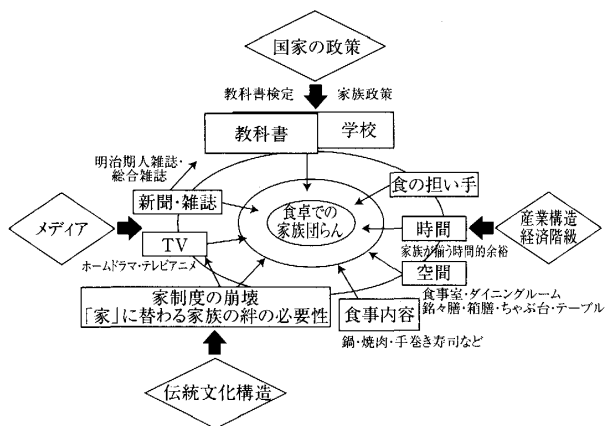 国家の政策
教科書検定 家族政策
教科書
学校
明治期人雑誌・
総合雑誌
新聞・雑誌
食の担い手
メディア
食卓での
家族団らん
時間
産業構造
経済階級
TV
家族が揃う時間的余裕
ホームドラマ・テレビアニメ
空間
家制度の崩壊
「家」に替わる家族の絆の必要性
食事室・ダイニングルーム
銘々膳・箱膳・ちゃぶ台・テーブル
食事内容
鍋・焼肉・手巻き寿司など
伝統文化構造